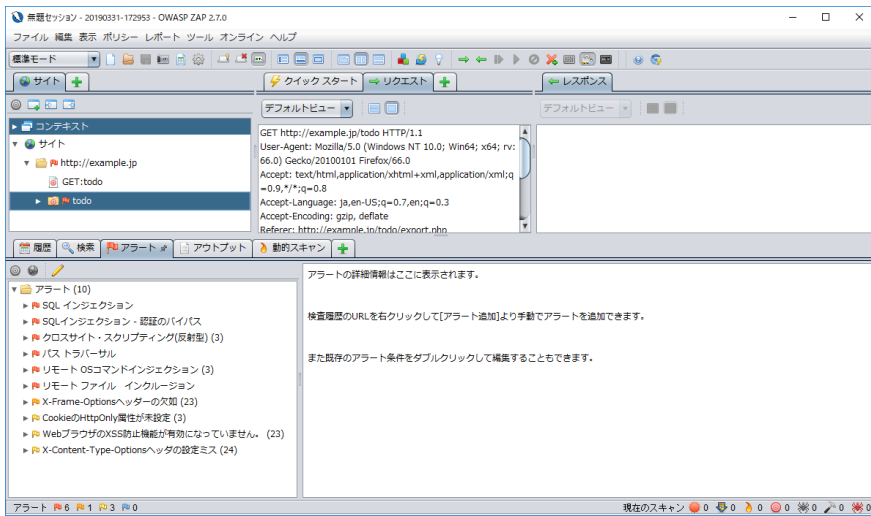 無題セッション - 20190331-172953 - OWASP ZAP 2.7.0
ファイル 編集 表示 ポリシー レポート ツール オンライン ヘルプ
標準モード
サイト
クイック スタート
リクエスト
レスポンス
デフォルトビュー
デフォルトビュー
コンテキスト
サイト
http://example.jp
GET:todo
todo
GET http://example.jp/todo HTTP/1.1
User-Agent: Mozilla/5.0 (Windows NT 10.0; Win64; x64; rv:
66.0) Gecko/20100101 Firefox/66.0
Accept: text/html,application/xhtml+xml,application/xml;q
=0.9,*/*;q=0.8
Accept-Language: ja,en-US;q=0.7,en;q=0.3
Accept-Encoding: gzip, deflate
Referer: http://example.jp/todo/export.php
履歴
検索
アラート
アウトプット
動的スキャン
アラート (10)
SQL インジェクション
SQLインジェクション - 認証のバイパス
クロスサイト・スクリプティング(反射型) (3)
パス トラバーサル
リモート OSコマンドインジェクション (3)
リモート ファイル インクルージョン
X-Frame-Optionsヘッダーの欠如 (23)
CookieのHttpOnly属性が未設定 (3)
WebブラウザのXSS防止機能が有効になっていません。 (23)
X-Content-Type-Optionsヘッダの設定ミス (24)
アラートの詳細情報はここに表示されます。
検査履歴のURLを右クリックして[アラート追加]より手動でアラートを追加できます。
また既存のアラート条件をダブルクリックして編集することもできます。
アラート 6 1 3 0
現在のスキャン 0 0 0 0 0 0 0